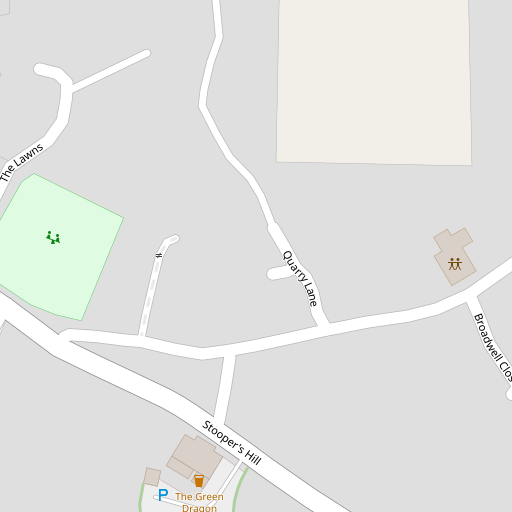 The Lawns
Quarry Lane
Broadwell Clos
Stooper's Hill
P
The Green
Dragon